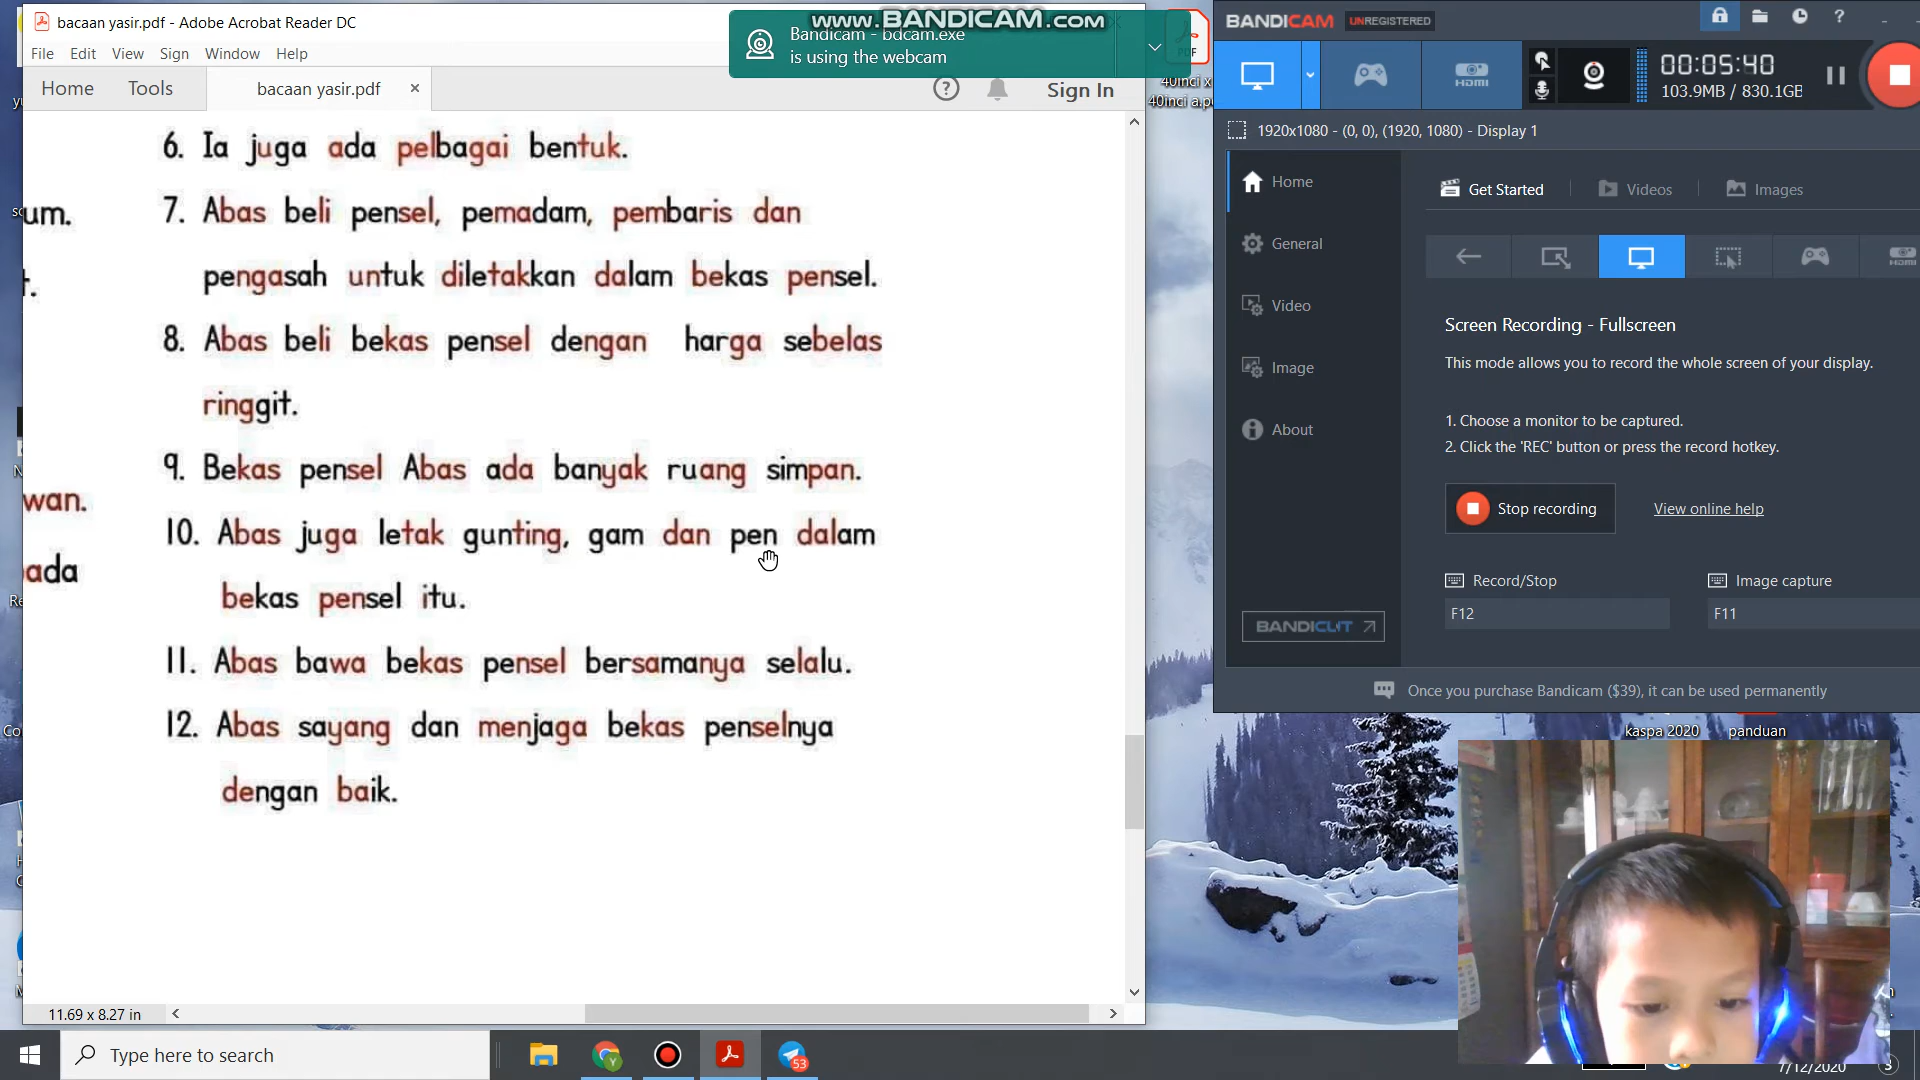 bacaan yasir.pdf - Adobe Acrobat Reader DC
File Edit View Sign Window Help
Home Tools bacaan yasir.pdf × Sign In
www.BANDICAM.com
Bandicam - bdcam.exe
is using the webcam
PDF
40inci x
40inci a.p
um.
t.
wan.
ada
6. Ia juga ada pelbagai bentuk.
7. Abas beli pensel, pemadam, pembaris dan
pengasah untuk diletakkan dalam bekas pensel.
8. Abas beli bekas pensel dengan harga sebelas
ringgit.
9. Bekas pensel Abas ada banyak ruang simpan.
10. Abas juga letak gunting, gam dan pen dalam
bekas pensel itu.
11. Abas bawa bekas pensel bersamanya selalu.
12. Abas sayang dan menjaga bekas penselnya
dengan baik.
11.69 x 8.27 in
BANDICAM UNREGISTERED
HDMI
00:05:40
103.9MB / 830.1GB
1920x1080 - (0, 0), (1920, 1080) - Display 1
Home
General
Video
Image
About
BANDICUT
Get Started Videos Images
HDMI
Screen Recording - Fullscreen
This mode allows you to record the whole screen of your display.
1. Choose a monitor to be captured.
2. Click the 'REC' button or press the record hotkey.
Stop recording View online help
Record/Stop Image capture
F12 F11
Once you purchase Bandicam ($39), it can be used permanently
kaspa 2020 panduan
Type here to search
53
7/12/2020
3